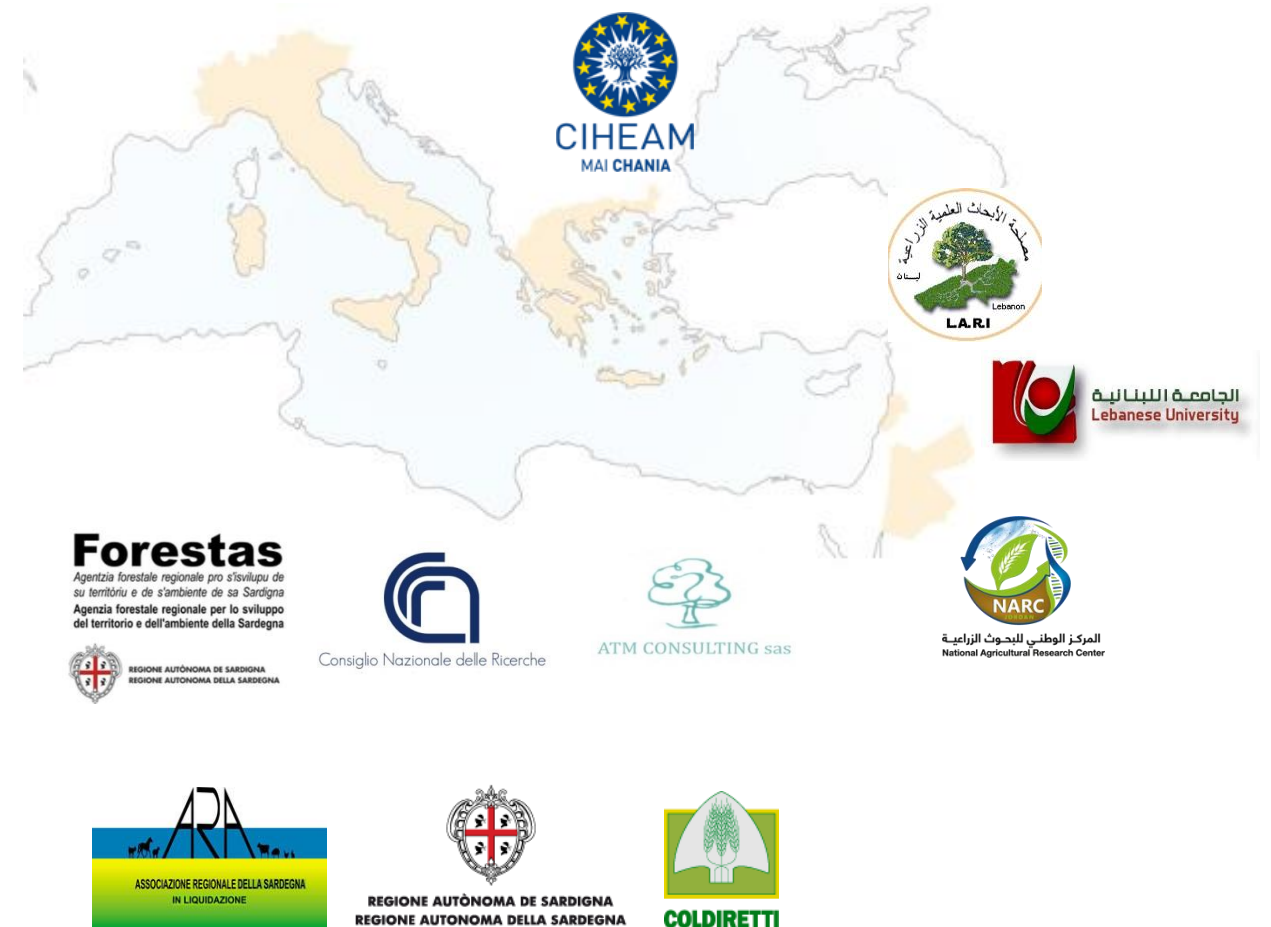 CIHEAM
MAI CHANIA
مصلحة الأبحاث العلمية الزراعية
لبنان
Lebanon
L.A.R.I
الجامعة اللبنانية
Lebanese University
Forestas
Agentzia forestale regionale pro s'isvilupu de
su territòriu e de s'ambiente de sa Sardigna
Agenzia forestale regionale per lo sviluppo
del territorio e dell'ambiente della Sardegna
REGIONE AUTÒNOMA DE SARDIGNA
REGIONE AUTONOMA DELLA SARDEGNA
Consiglio Nazionale delle Ricerche
ATM CONSULTING sas
NARC
JORDAN
المركز الوطني للبحوث الزراعية
National Agricultural Research Center
ARA
ASSOCIAZIONE REGIONALE DELLA SARDEGNA
IN LIQUIDAZIONE
REGIONE AUTÒNOMA DE SARDIGNA
REGIONE AUTONOMA DELLA SARDEGNA
COLDIRETTI